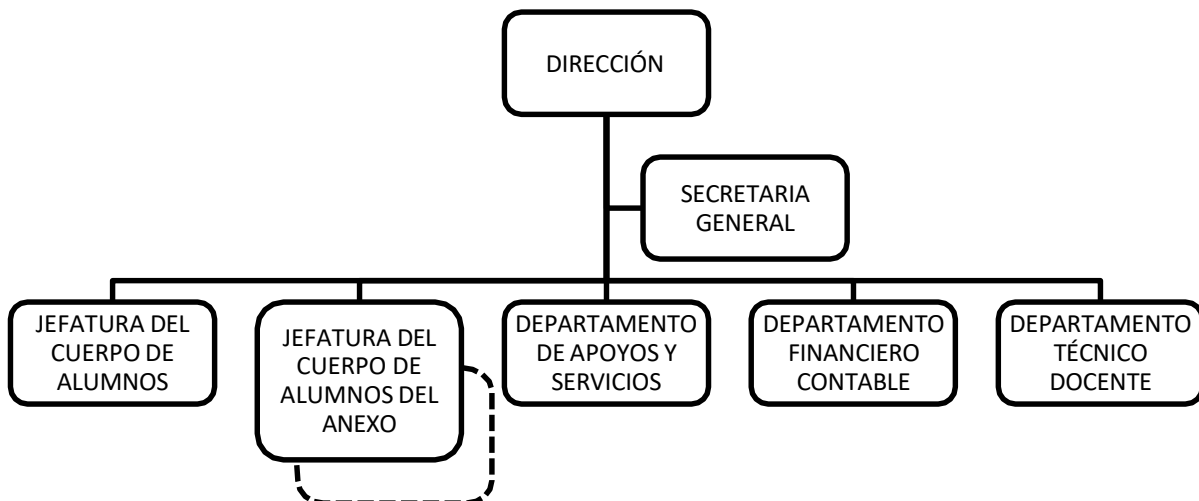 DIRECCIÓN
SECRETARIA
GENERAL
JEFATURA DEL
CUERPO DE
ALUMNOS
JEFATURA DEL
CUERPO DE
ALUMNOS DEL
ANEXO
DEPARTAMENTO
DE APOYOS Y
SERVICIOS
DEPARTAMENTO
FINANCIERO
CONTABLE
DEPARTAMENTO
TÉCNICO
DOCENTE